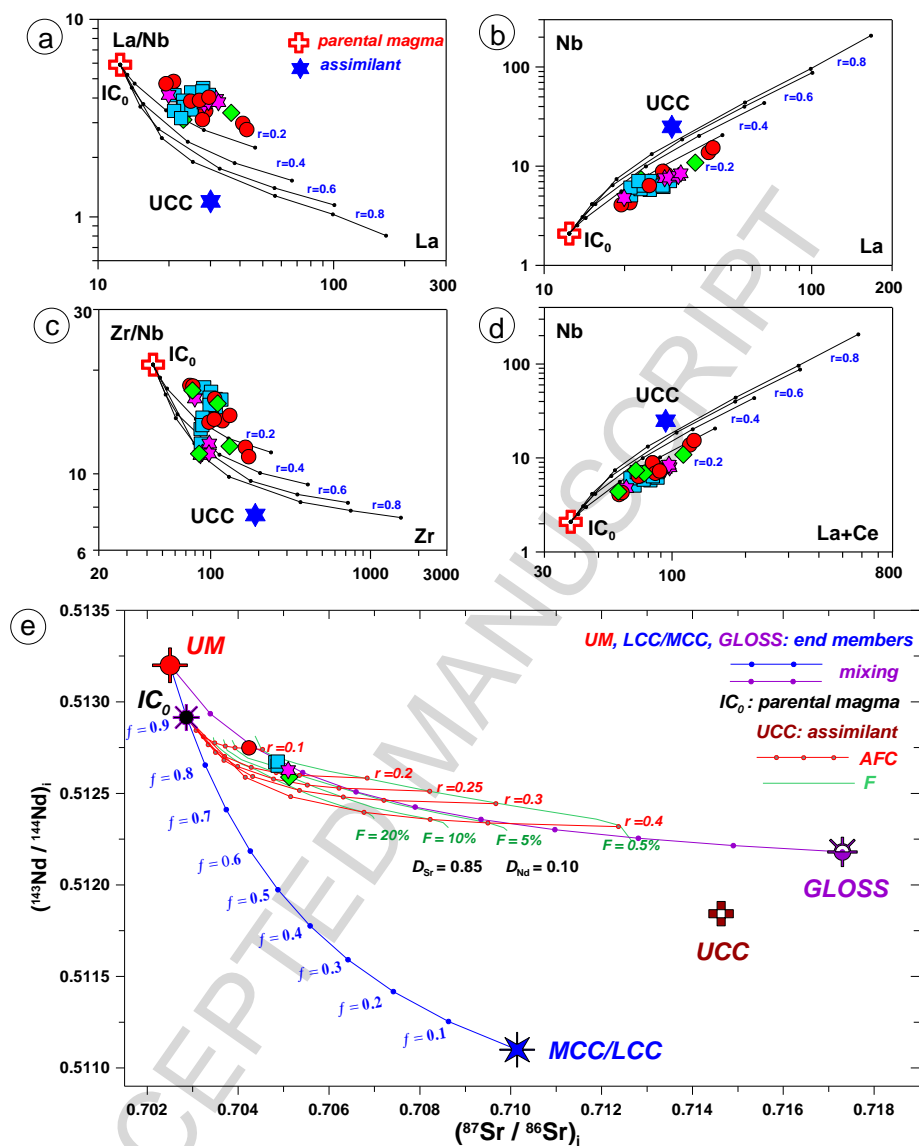 a
10
La/Nb
parental magma
assimilant
IC₀
r=0.2
r=0.4
r=0.6
r=0.8
UCC
1
La
10
100
300
b
Nb
100
10
1
r=0.8
r=0.6
r=0.4
r=0.2
UCC
IC₀
La
10
100
200
c
30
Zr/Nb
IC₀
10
r=0.2
r=0.4
r=0.6
r=0.8
UCC
6
Zr
20
100
1000
3000
d
Nb
100
10
1
r=0.8
r=0.6
r=0.4
r=0.2
UCC
IC₀
La+Ce
30
100
800
e
0.5135
0.5130
0.5125
0.5120
0.5115
0.5110
(¹⁴³Nd / ¹⁴⁴Nd)ᵢ
UM
UM, LCC/MCC, GLOSS: end members
mixing
IC₀ : parental magma
UCC: assimilant
AFC
F
IC₀
f = 0.9
f = 0.8
f = 0.7
f = 0.6
f = 0.5
f = 0.4
f = 0.3
f = 0.2
f = 0.1
r =0.1
r =0.2
r =0.25
r =0.3
r =0.4
F = 20%
F = 10%
F = 5%
F = 0.5%
D_Sr = 0.85 D_Nd = 0.10
GLOSS
UCC
MCC/LCC
0.702
0.704
0.706
0.708
0.710
0.712
0.714
0.716
0.718
(⁸⁷Sr / ⁸⁶Sr)ᵢ
CEPTED MANUSCRIPT